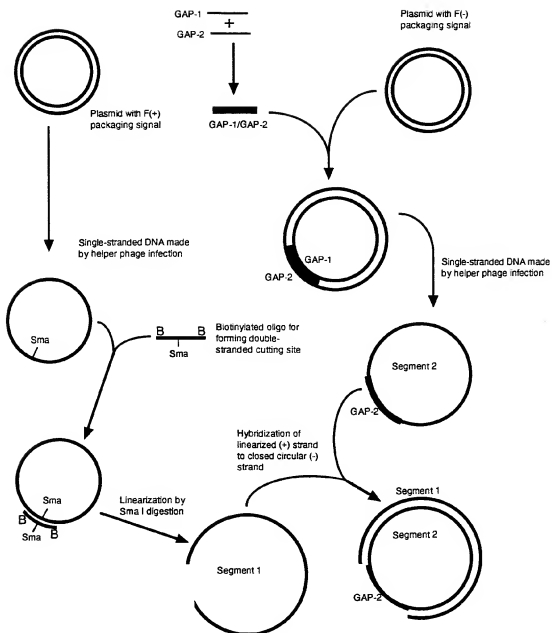 GAP-1
+
GAP-2
Plasmid with F(-)
packaging signal
Plasmid with F(+)
packaging signal
GAP-1/GAP-2
GAP-1
GAP-2
Single-stranded DNA made
by helper phage infection
Single-stranded DNA made
by helper phage infection
Sma
B B
Sma
Biotinylated oligo for
forming double-
stranded cutting site
Segment 2
GAP-2
Hybridization of
linearized (+) strand
to closed circular (-)
strand
Sma
B
Sma
B
Linearization by
Sma I digestion
Segment 1
Segment 1
Segment 2
GAP-2